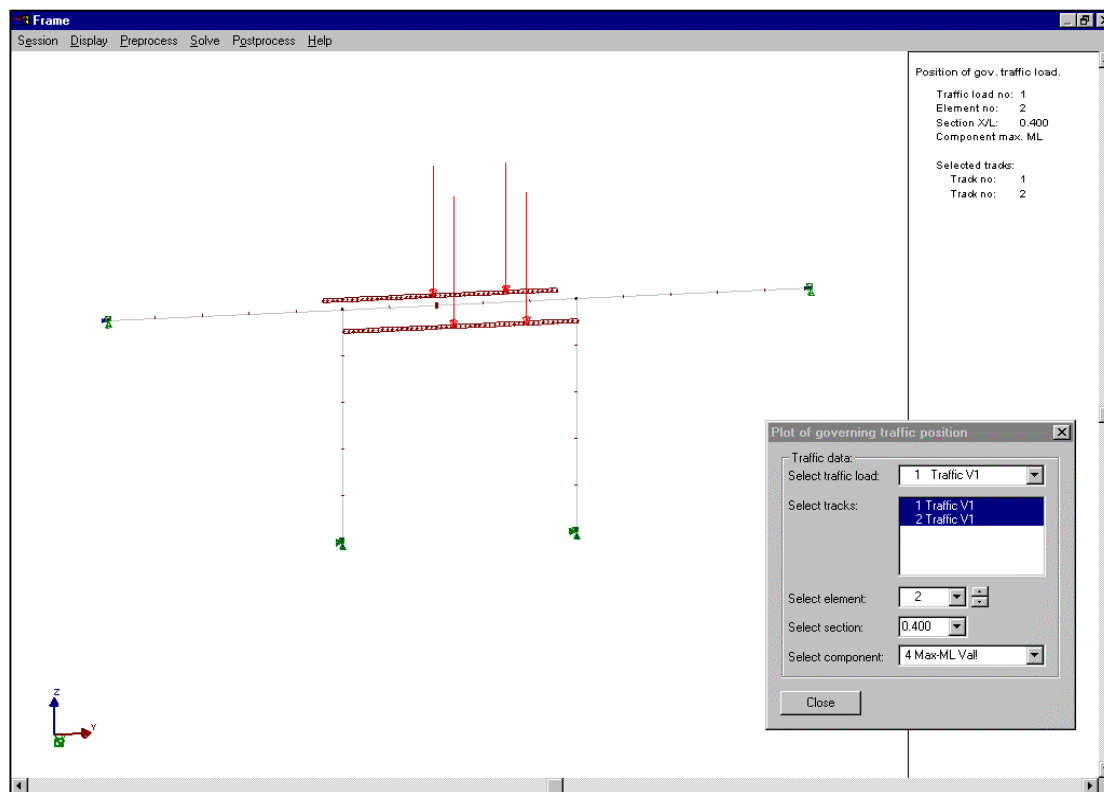 Frame
Session Display Preprocess Solve Postprocess Help
Position of gov. traffic load.
Traffic load no: 1
Element no: 2
Section X/L: 0.400
Component max. ML
Selected tracks:
Track no: 1
Track no: 2
Plot of governing traffic position
Traffic data:
Select traffic load: 1 Traffic V1
Select tracks: 1 Traffic V1
2 Traffic V1
Select element: 2
Select section: 0.400
Select component: 4 Max-ML Val!
Close
Z
Y